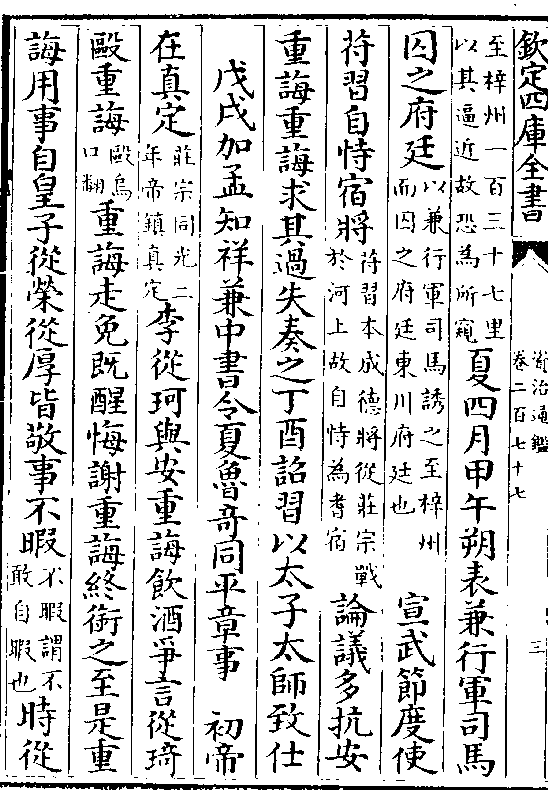 欽定四庫全書
資治通鑑
卷二百七十七
三
至梓州一百三十七里
以其逼近故恐為所窺
夏四月甲午朔表兼行軍司馬
囚之府廷
以兼行軍司馬誘之至梓州
而囚之府廷東川府廷也
宣武節度使
苻習自恃宿將
苻習本成德將從莊宗戰
於河上故自恃為耆宿
論議多抗安
重誨重誨求其過失奏之丁酉詔習以太子太師致仕
戊戌加孟知祥兼中書令夏魯奇同平章事
初帝
在真定
莊宗同光二
年帝鎮真定
李從珂與安重誨飲酒爭言從珂
毆重誨
毆烏
口翻
重誨走免既醒悔謝重誨終銜之至是重
誨用事自皇子從榮從厚皆敬事不暇
不暇謂不
敢自暇也
時從